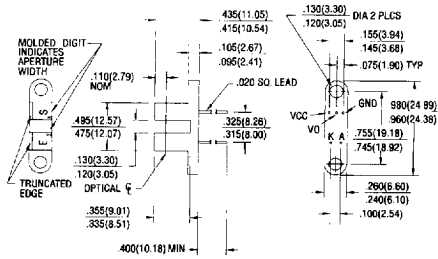 MOLDED DIGIT
INDICATES
APERTURE
WIDTH
S
E
TRUNCATED
EDGE
.435(11.05)
.415(10.54)
.105(2.67)
.095(2.41)
.110(2.79)
NOM
.020 SQ. LEAD
.495(12.57)
.475(12.07)
.325(8.26)
.315(8.00)
.130(3.30)
.120(3.05)
OPTICAL ℄
.355(9.01)
.335(8.51)
.400(10.18) MIN
.130(3.30)
.120(3.05)
DIA 2 PLCS
.155(3.94)
.145(3.68)
.075(1.90) TYP
GND
VCC
VO
.980(24.89)
.960(24.38)
K A
.755(19.18)
.745(18.92)
.260(6.60)
.240(6.10)
.100(2.54)